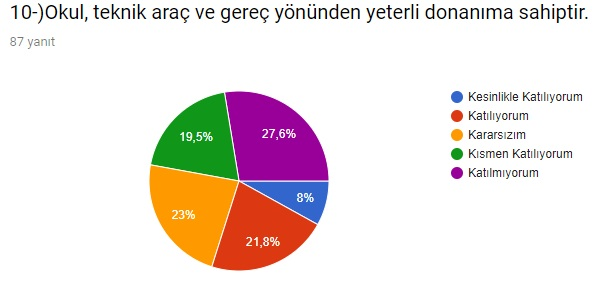 10-)Okul, teknik araç ve gereç yönünden yeterli donanıma sahiptir.
87 yanıt
Kesinlikle Katılıyorum
Katılıyorum
Kararsızım
Kısmen Katılıyorum
Katılmıyorum
19,5%
27,6%
8%
23%
21,8%